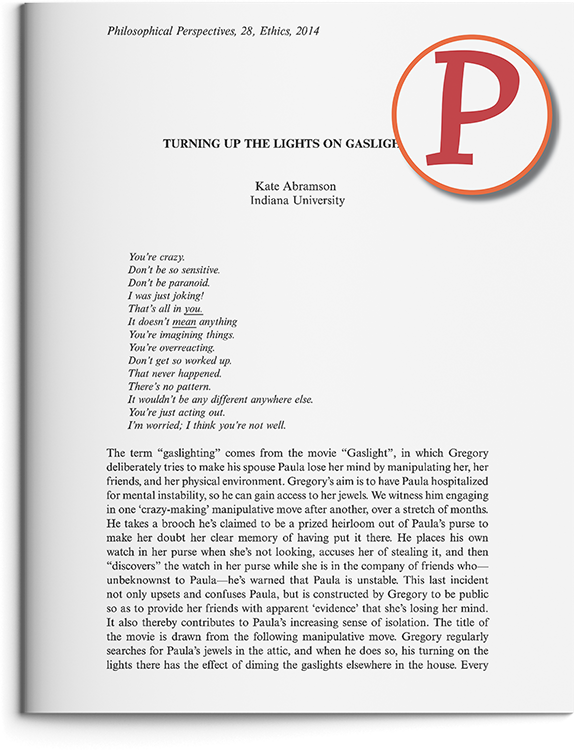 Philosophical Perspectives, 28, Ethics, 2014
P
TURNING UP THE LIGHTS ON
Kate Abramson
Indiana University
You're crazy.
Don't be so sensitive.
Don't be paranoid.
I was just joking!
That's all in you.
It doesn't mean anything
You're imagining things.
You're overreacting.
Don't get so worked up.
That never happened.
There's no pattern.
It wouldn't be any different anywhere else.
You're just acting out.
I'm worried; I think you're not well.
The term “gaslighting” comes from the movie “Gaslight”, in which Gregory
deliberately tries to make his spouse Paula lose her mind by manipulating her, her
friends, and her physical environment. Gregory's aim is to have Paula hospitalized
for mental instability, so he can gain access to her jewels. We witness him engaging
in one ‘crazy-making’ manipulative move after another, over a stretch of months.
He takes a brooch he's claimed to be a prized heirloom out of Paula's purse to
make her doubt her clear memory of having put it there. He places his own
watch in her purse when she's not looking, accuses her of stealing it, and then
“discovers” the watch in her purse while she is in the company of friends who—
unbeknownst to Paula—he's warned that Paula is unstable. This last incident
not only upsets and confuses Paula, but is constructed by Gregory to be public
so as to provide her friends with apparent ‘evidence’ that she's losing her mind.
It also thereby contributes to Paula's increasing sense of isolation. The title of
the movie is drawn from the following manipulative move. Gregory regularly
searches for Paula's jewels in the attic, and when he does so, his turning on the
lights there has the effect of diming the gaslights elsewhere in the house. Every